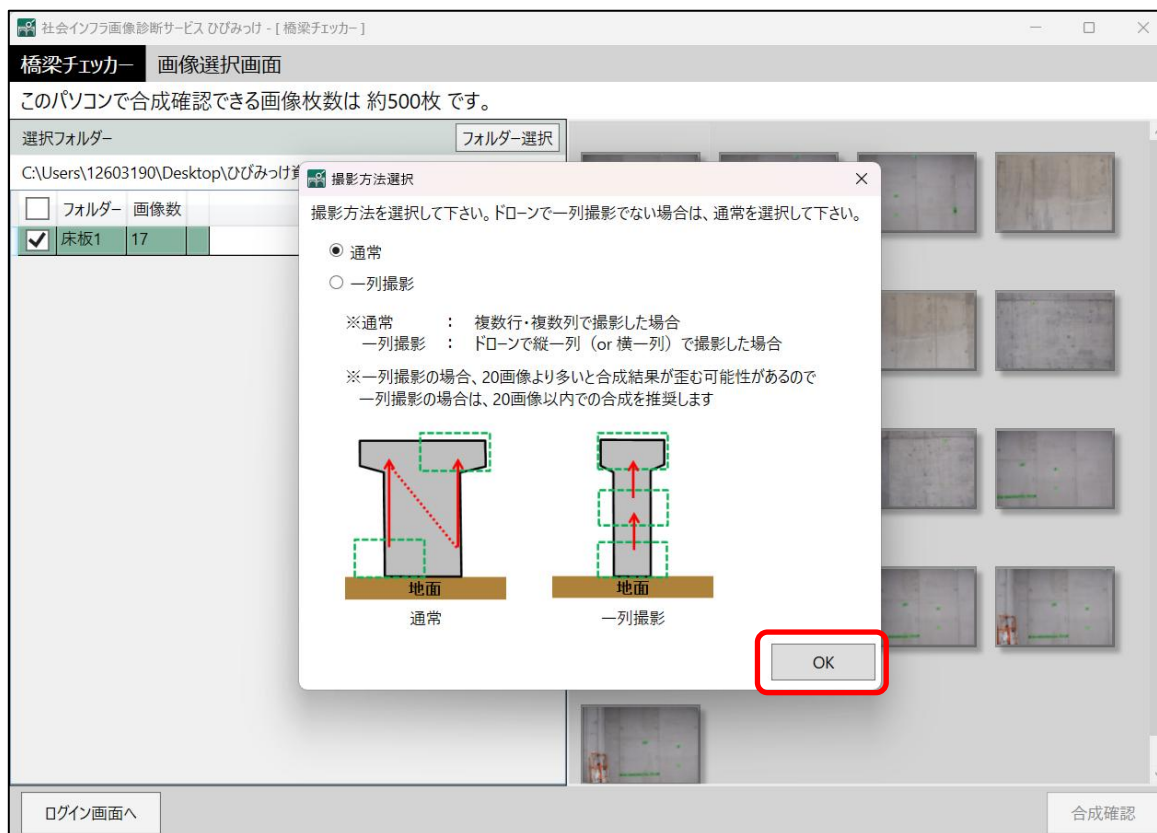 社会インフラ画像診断サービス ひびみっけ - [ 橋梁チェッカー ]
橋梁チェッカー 画像選択画面
このパソコンで合成確認できる画像枚数は 約500枚 です。
選択フォルダー フォルダー選択
C:\Users\12603190\Desktop\ひびみっけ
フォルダー 画像数
床板1 17
撮影方法選択
撮影方法を選択して下さい。ドローンで一列撮影でない場合は、通常を選択して下さい。
通常
一列撮影
※通常 : 複数行・複数列で撮影した場合
一列撮影 : ドローンで縦一列（or 横一列）で撮影した場合
※一列撮影の場合、20画像より多いと合成結果が歪む可能性があるので
一列撮影の場合は、20画像以内での合成を推奨します
地面 地面
通常 一列撮影
OK
ログイン画面へ 合成確認